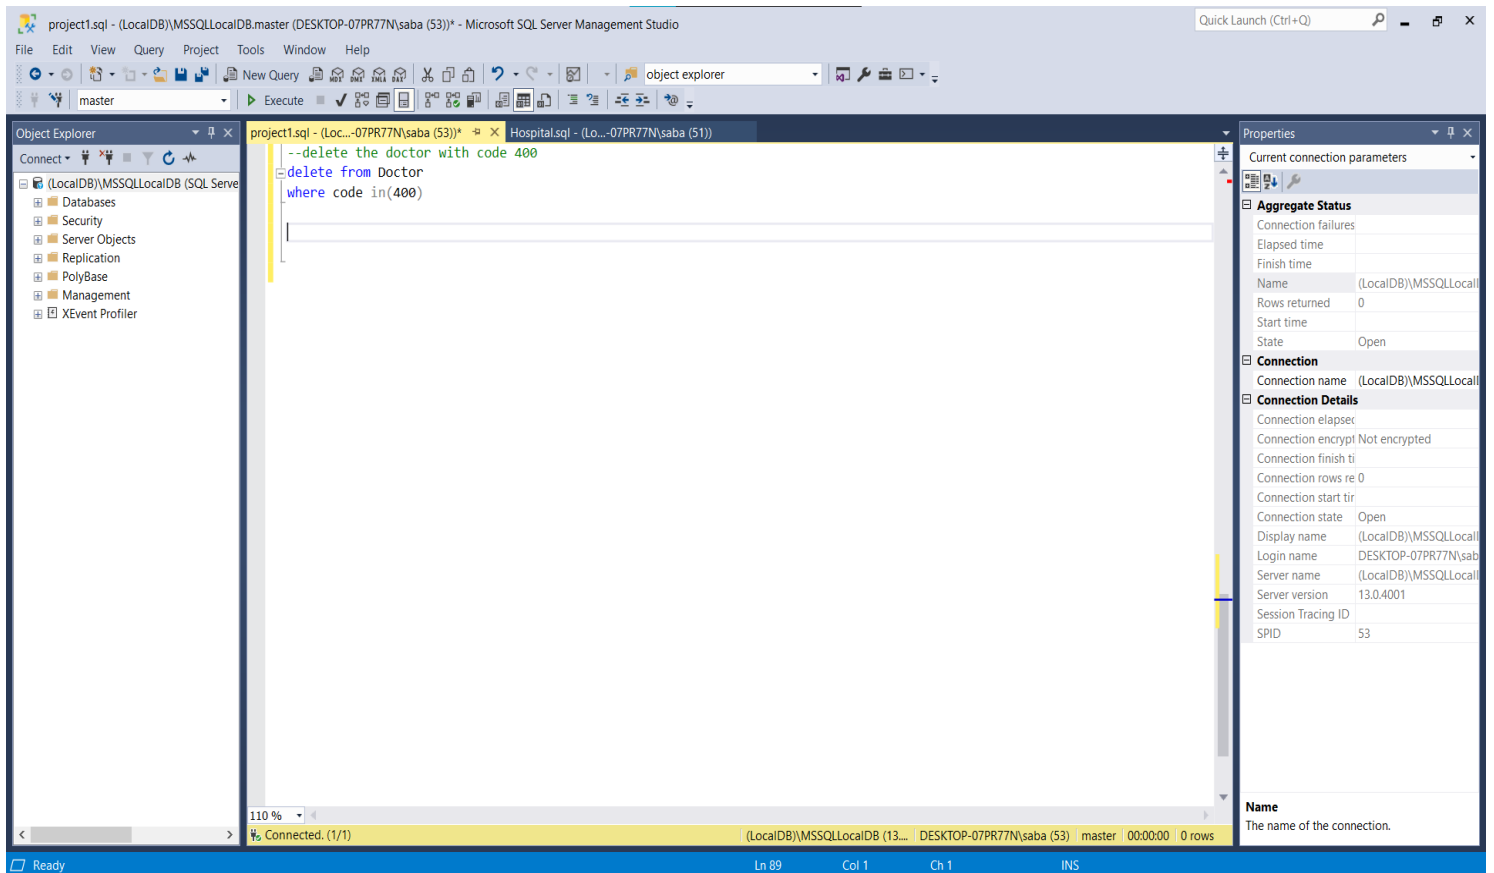 project1.sql - (LocalDB)\MSSQLLocalDB.master (DESKTOP-07PR77N\saba (53))* - Microsoft SQL Server Management Studio
Quick Launch (Ctrl+Q)
File Edit View Query Project Tools Window Help
New Query
object explorer
master
Execute
Object Explorer
project1.sql - (Loc...-07PR77N\saba (53))*
Hospital.sql - (Lo...-07PR77N\saba (51))
Properties
Connect
(LocalDB)\MSSQLLocalDB (SQL Serve
Databases
Security
Server Objects
Replication
PolyBase
Management
XEvent Profiler
--delete the doctor with code 400
delete from Doctor
where code in(400)
Current connection parameters
Aggregate Status
Connection failures
Elapsed time
Finish time
Name (LocalDB)\MSSQLLocalI
Rows returned 0
Start time
State Open
Connection
Connection name (LocalDB)\MSSQLLocalI
Connection Details
Connection elapsec
Connection encrypt Not encrypted
Connection finish ti
Connection rows re 0
Connection start tir
Connection state Open
Display name (LocalDB)\MSSQLLocalI
Login name DESKTOP-07PR77N\sab
Server name (LocalDB)\MSSQLLocalI
Server version 13.0.4001
Session Tracing ID
SPID 53
Name
The name of the connection.
110 %
Connected. (1/1)
(LocalDB)\MSSQLLocalDB (13.... DESKTOP-07PR77N\saba (53) master 00:00:00 0 rows
Ready
Ln 89 Col 1 Ch 1 INS